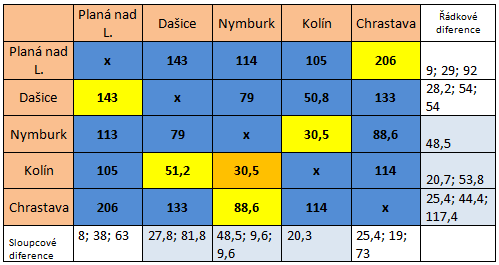 Planá nad L. Dašice Nymburk Kolín Chrastava Řádkové diference
Planá nad L. x 143 114 105 206 9; 29; 92
Dašice 143 x 79 50,8 133 28,2; 54; 54
Nymburk 113 79 x 30,5 88,6 48,5
Kolín 105 51,2 30,5 x 114 20,7; 53,8
Chrastava 206 133 88,6 114 x 25,4; 44,4; 117,4
Sloupcové diference 8; 38; 63 27,8; 81,8 48,5; 9,6; 9,6 20,3 25,4; 19; 73